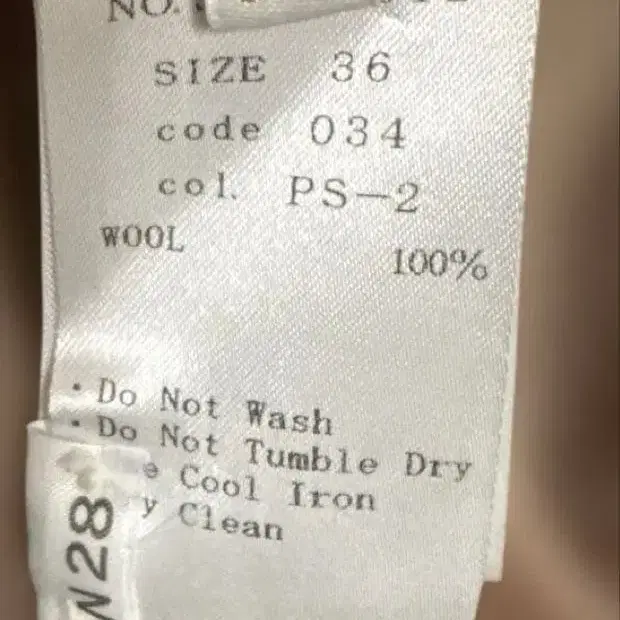 NO.
SIZE 36
code 034
col. PS-2
WOOL 100%
・Do Not Wash
・Do Not Tumble Dry
Cool Iron
Clean
W28